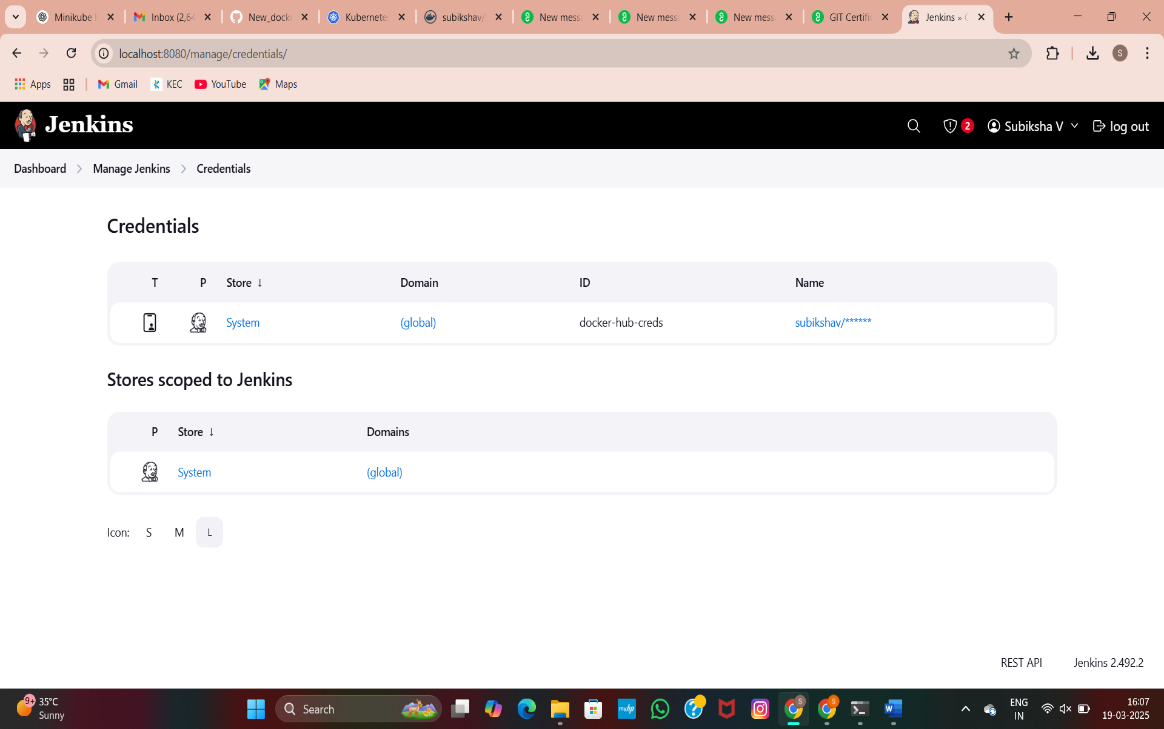 Minikube
Inbox (2,6
New_dock
Kubernete
subikshav/
New mess
New mess
New mess
GIT Certific
Jenkins » C
localhost:8080/manage/credentials/
S
Apps
Gmail
KEC
YouTube
Maps
Jenkins
2
Subiksha V
log out
Dashboard
Manage Jenkins
Credentials
Credentials
T P Store ↓ Domain ID Name
System (global) docker-hub-creds subikshav/******
Stores scoped to Jenkins
P Store ↓ Domains
System (global)
Icon: S M L
REST API
Jenkins 2.492.2
9+
35°C
Sunny
Search
ENG
IN
16:07
19-03-2025